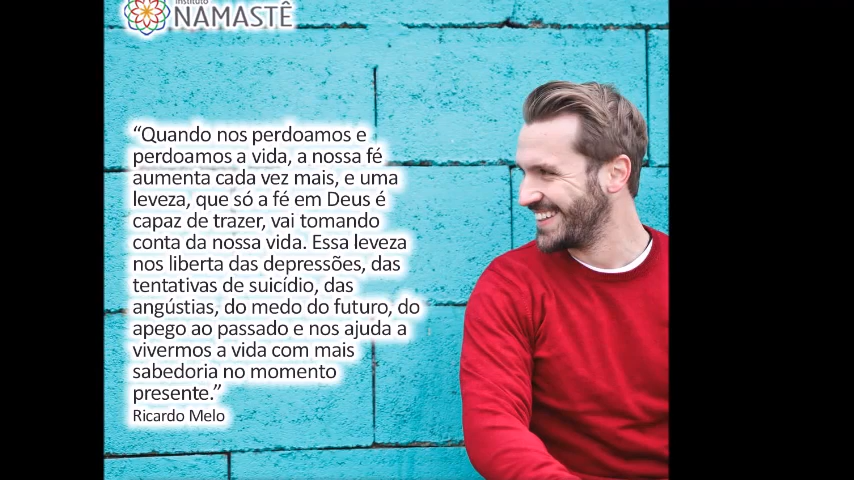 Instituto
NAMASTÊ
“Quando nos perdoamos e
perdoamos a vida, a nossa fé
aumenta cada vez mais, e uma
leveza, que só a fé em Deus é
capaz de trazer, vai tomando
conta da nossa vida. Essa leveza
nos liberta das depressões, das
tentativas de suicídio, das
angústias, do medo do futuro, do
apego ao passado e nos ajuda a
vivermos a vida com mais
sabedoria no momento
presente.”
Ricardo Melo